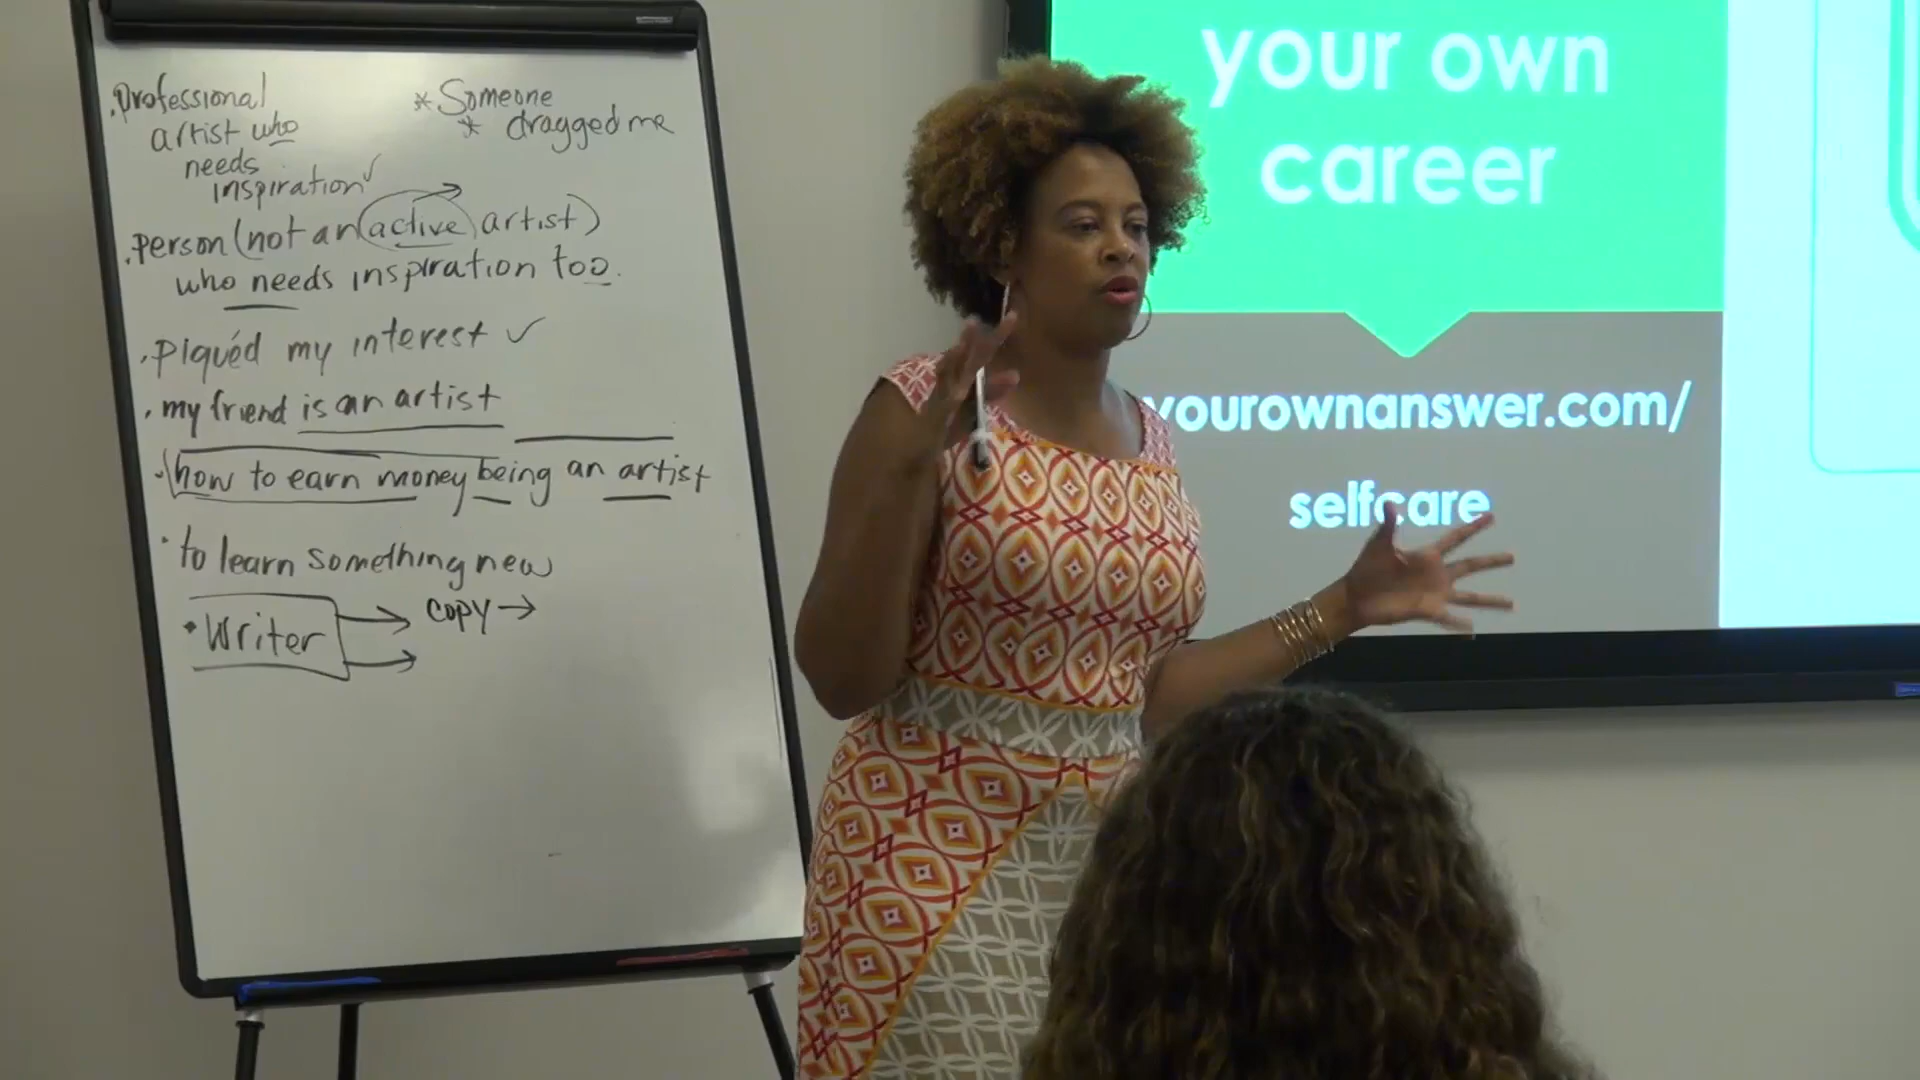 .Professional
artist who
needs
inspiration✓
* Someone
* dragged me
.person (not an active artist)
who needs inspiration too.
.Piquéd my interest ✓
.my friend is an artist
.how to earn money being an artist
·to learn something new
•Writer → copy →
→
your own
career
yourownanswer.com/
selfcare